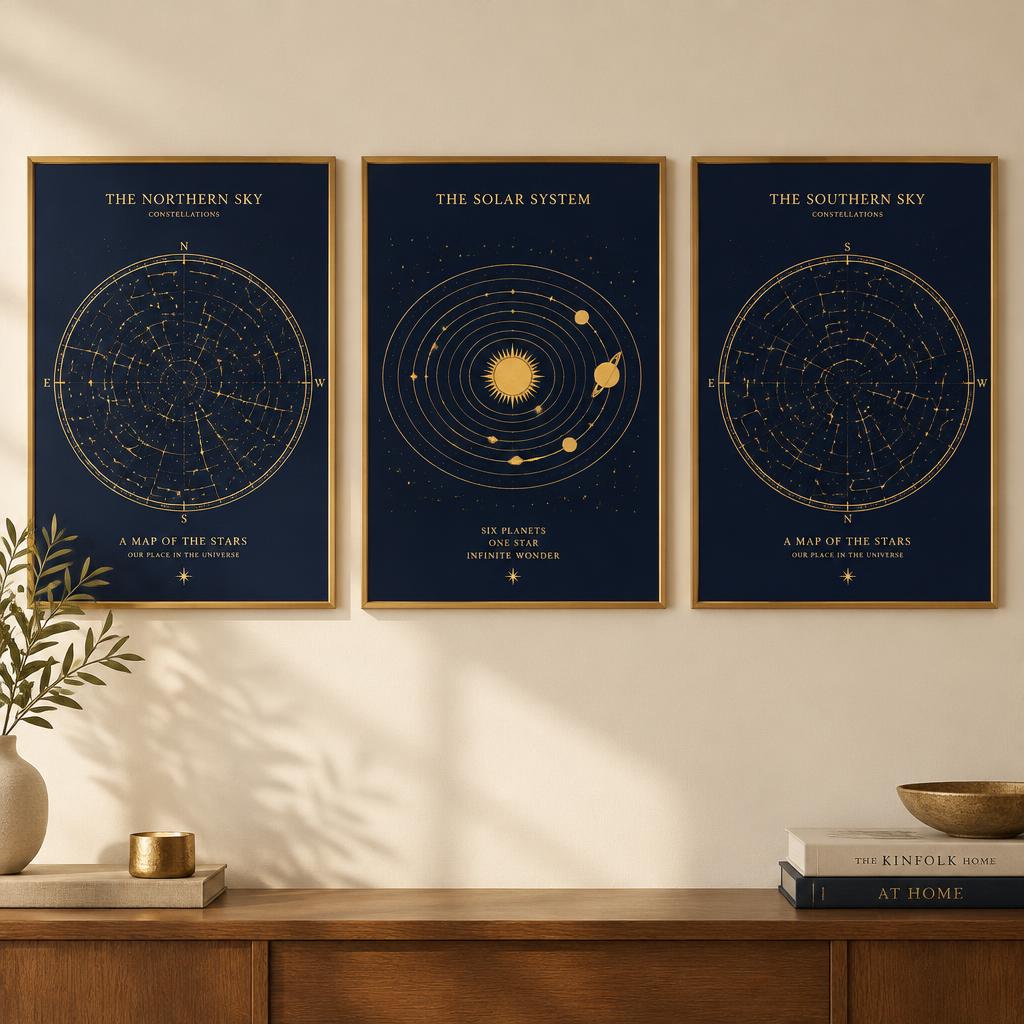 THE NORTHERN SKY
CONSTELLATIONS
N
E
W
S
A MAP OF THE STARS
OUR PLACE IN THE UNIVERSE
THE SOLAR SYSTEM
SIX PLANETS
ONE STAR
INFINITE WONDER
THE SOUTHERN SKY
CONSTELLATIONS
S
E
W
N
A MAP OF THE STARS
OUR PLACE IN THE UNIVERSE
THE KINFOLK HOME
AT HOME